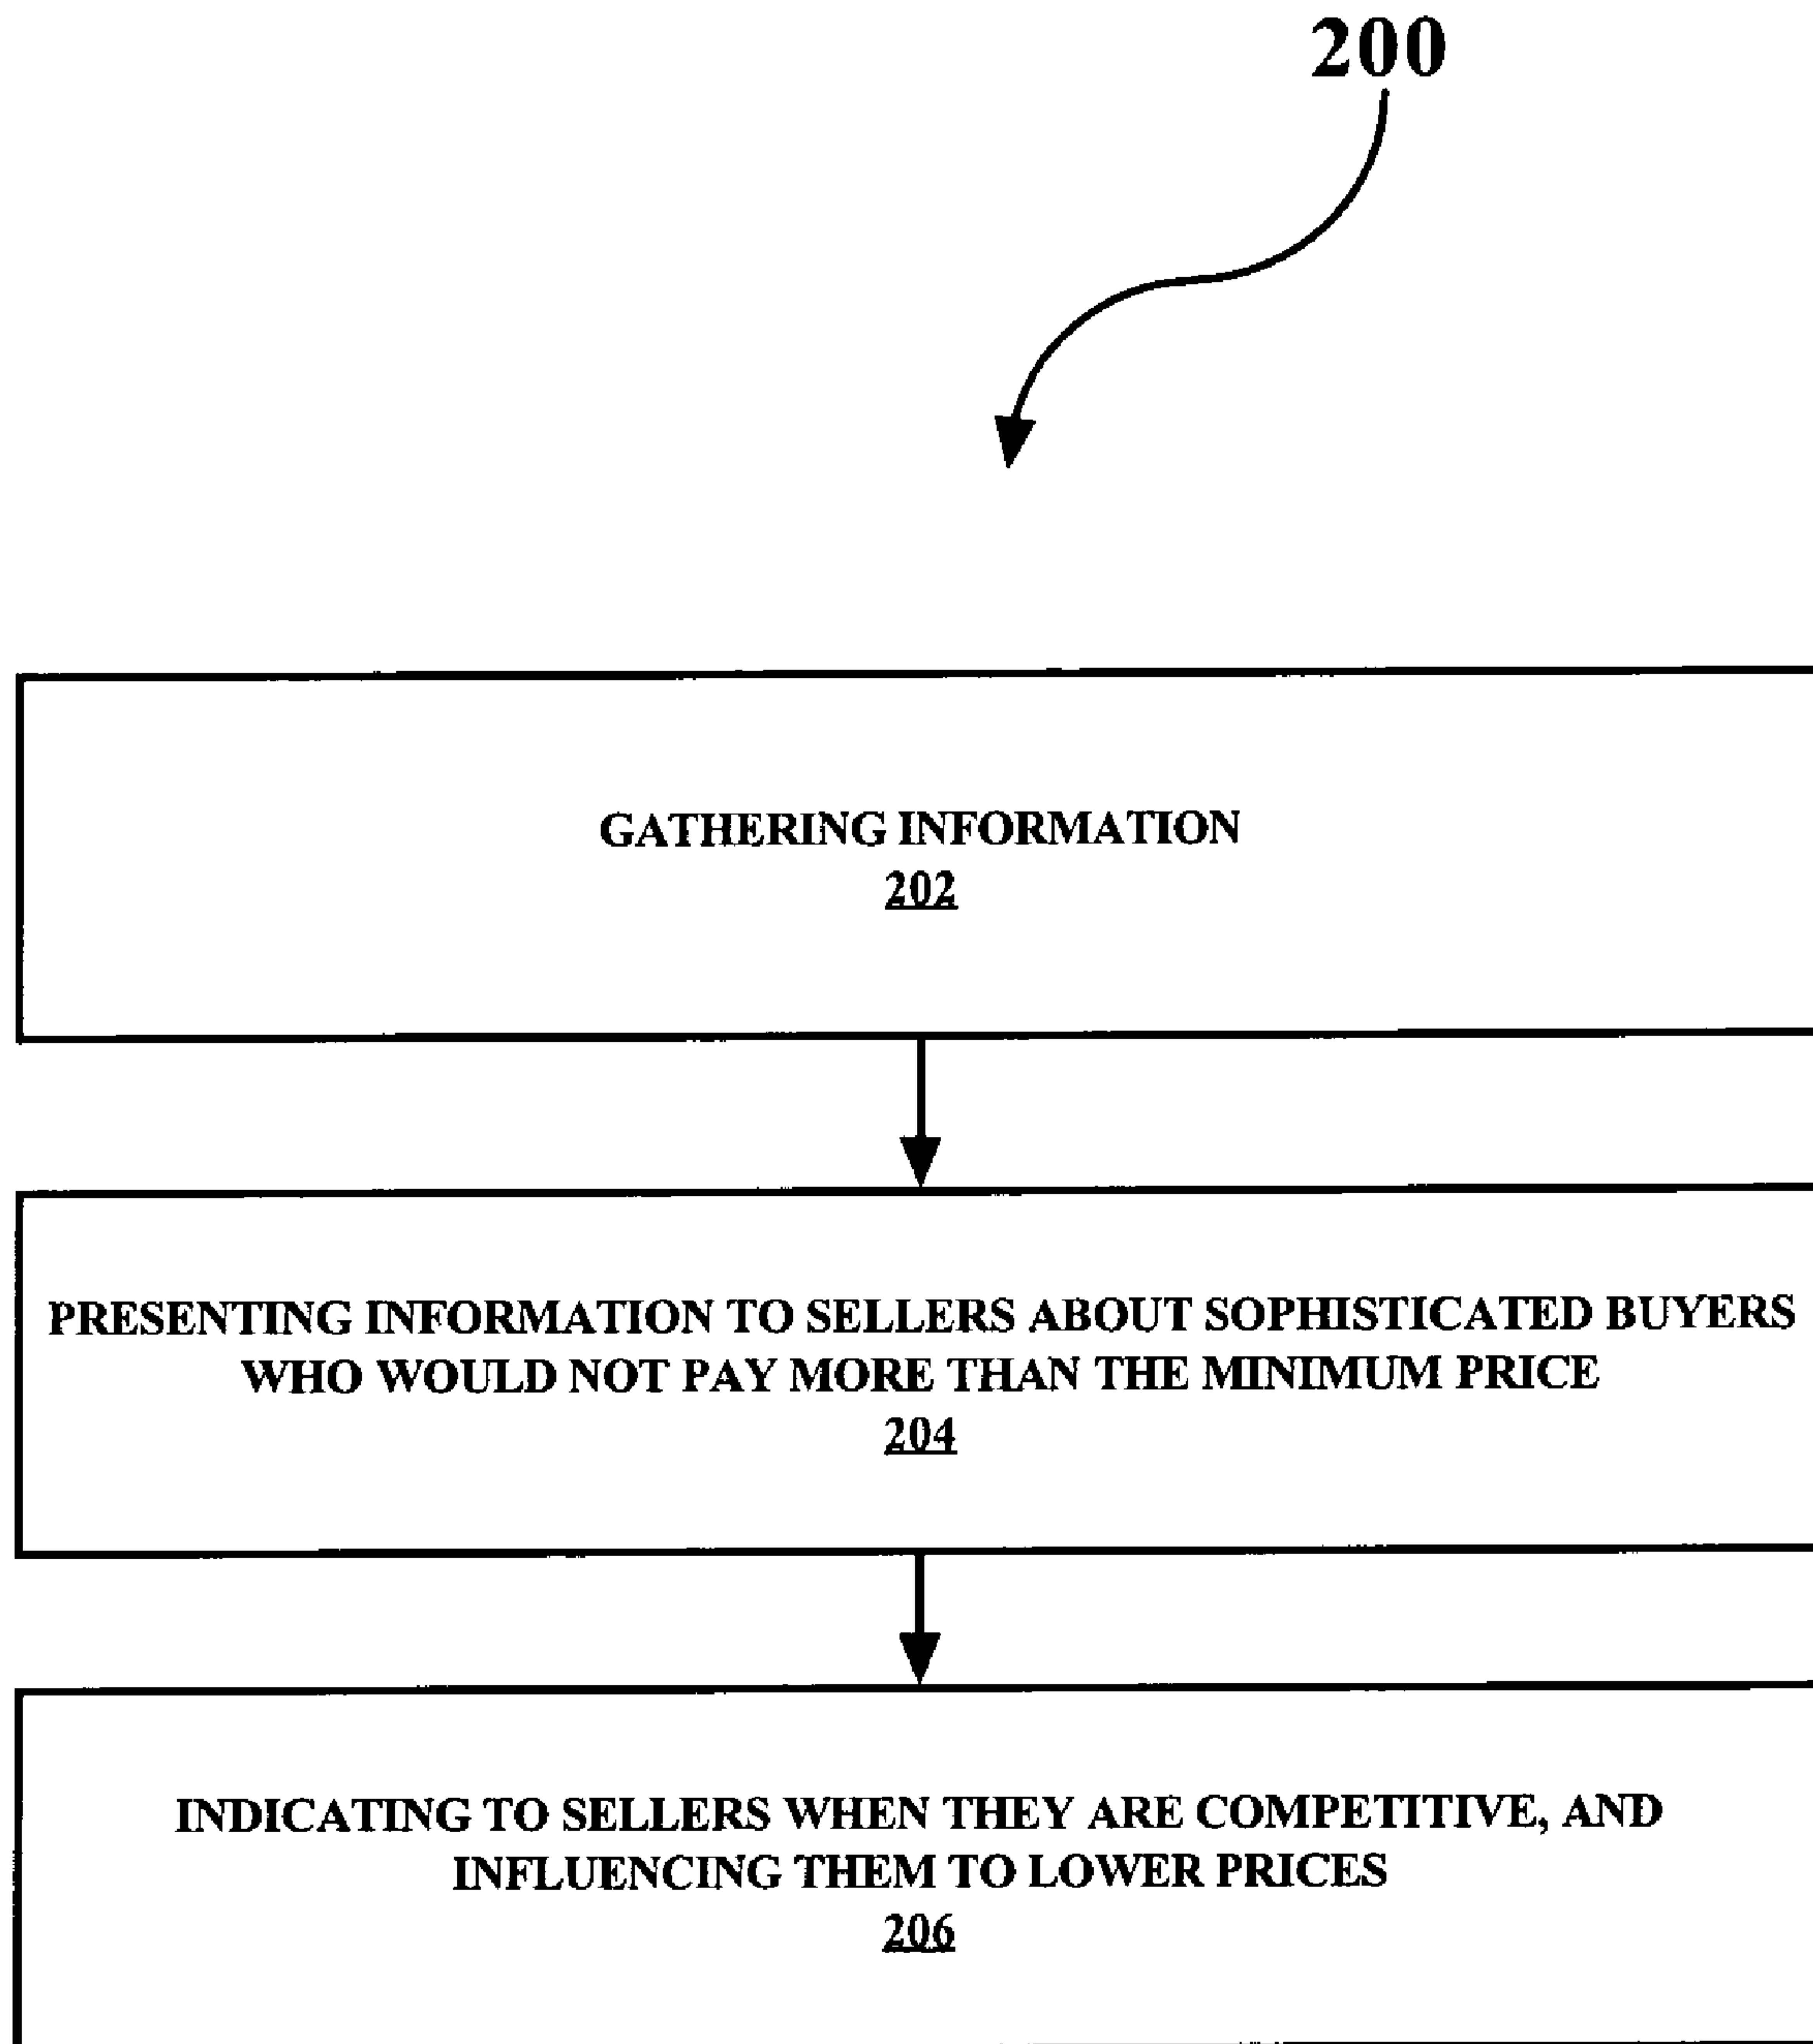 200
GATHERING INFORMATION
202
PRESENTING INFORMATION TO SELLERS ABOUT SOPHISTICATED BUYERS
WHO WOULD NOT PAY MORE THAN THE MINIMUM PRICE
204
INDICATING TO SELLERS WHEN THEY ARE COMPETITIVE, AND
INFLUENCING THEM TO LOWER PRICES
206